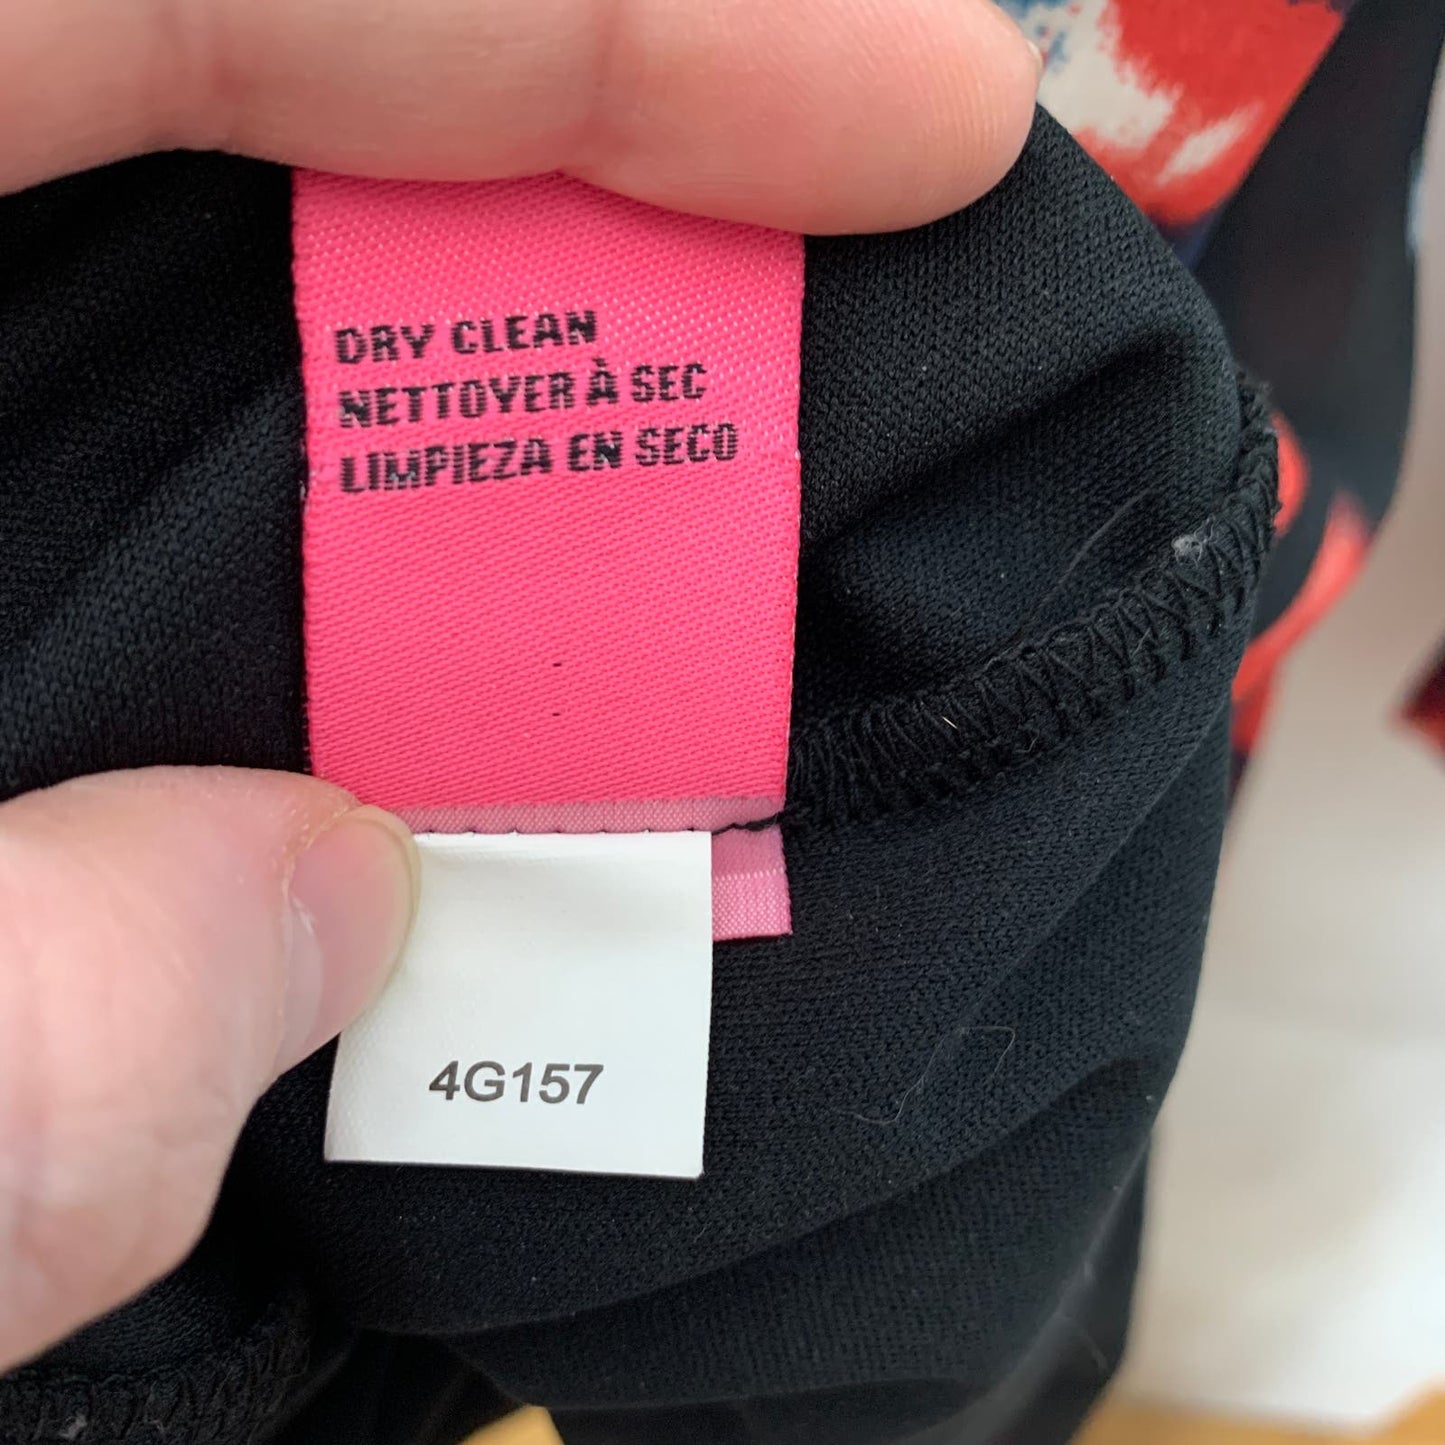 DRY CLEAN
NETTOYER À SEC
LIMPIEZA EN SECO
4G157